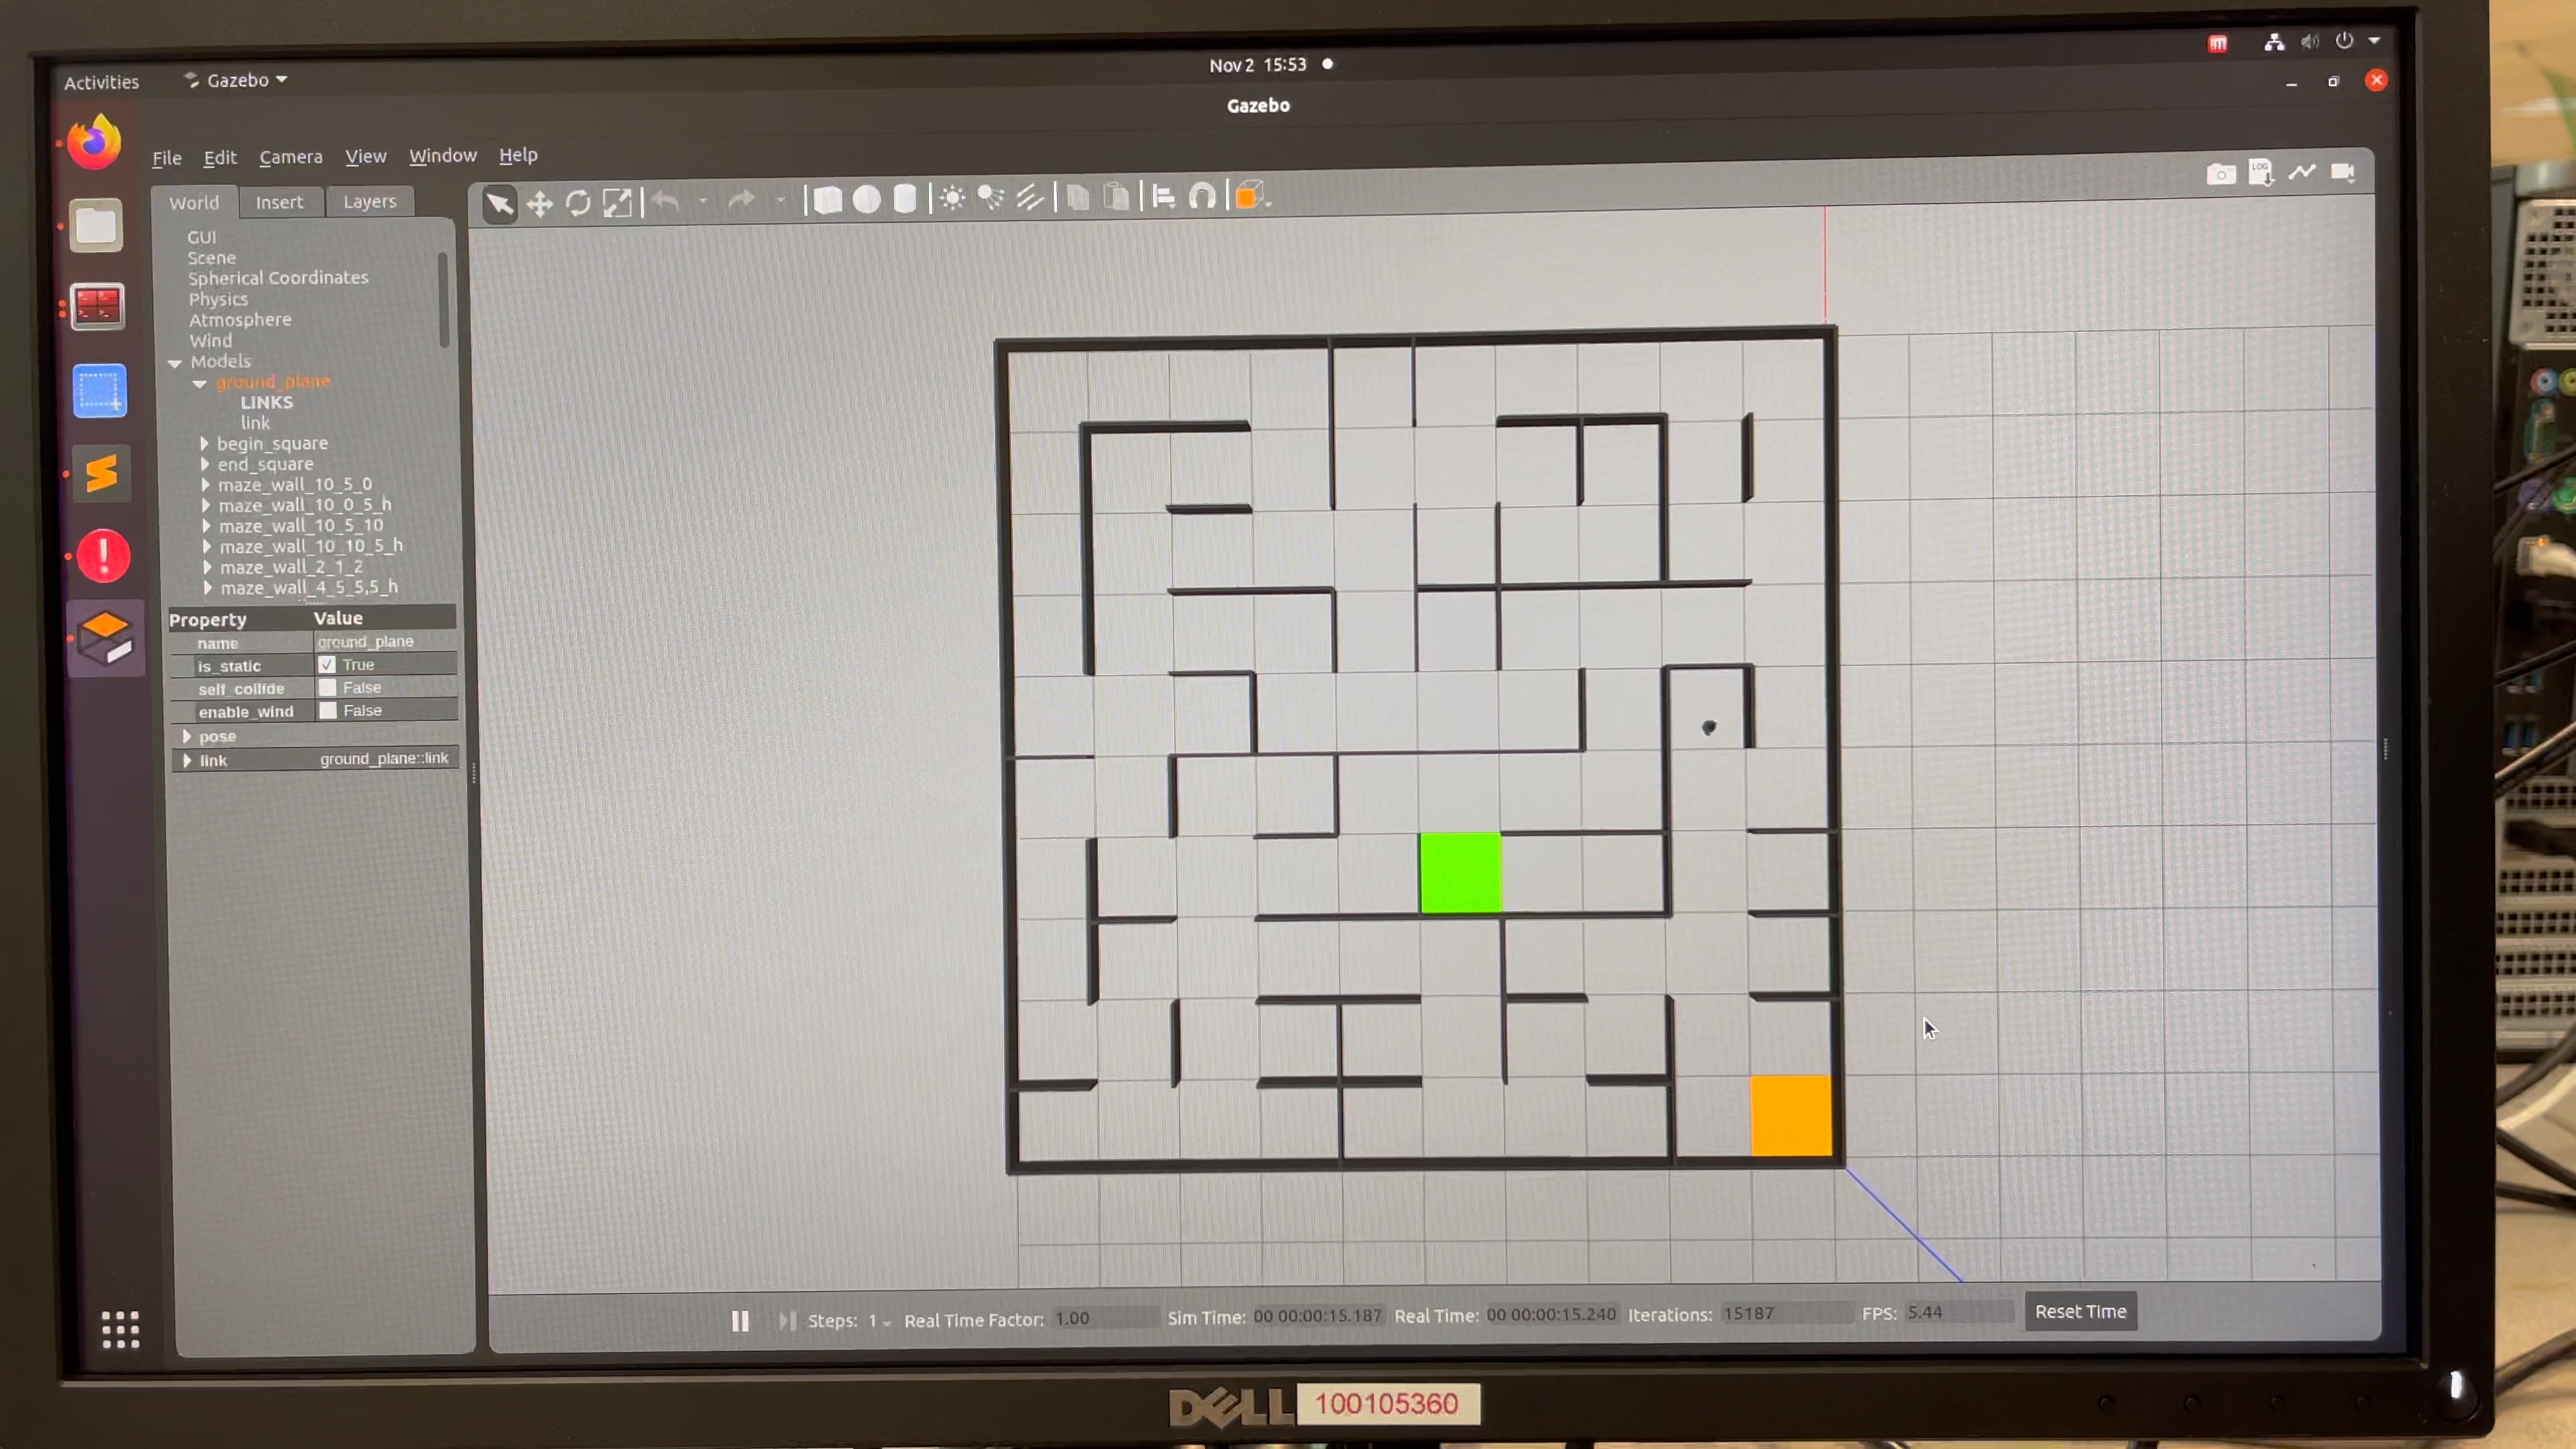 Activities
Gazebo
Nov 2 15:53
Gazebo
File Edit Camera View Window Help
World Insert Layers
LOG
GUI
Scene
Spherical Coordinates
Physics
Atmosphere
Wind
Models
ground_plane
LINKS
link
begin_square
end_square
maze_wall_10_5_0
maze_wall_10_0_5_h
maze_wall_10_5_10
maze_wall_10_10_5_h
maze_wall_2_1_2
maze_wall_4_5_5,5_h
Property Value
name ground_plane
is_static True
self_collide False
enable_wind False
pose
link ground_plane::link
Steps: 1 Real Time Factor: 1.00 Sim Time: 00 00:00:15.187 Real Time: 00 00:00:15.240 Iterations: 15187 FPS: 5.44 Reset Time
DELL 100105360